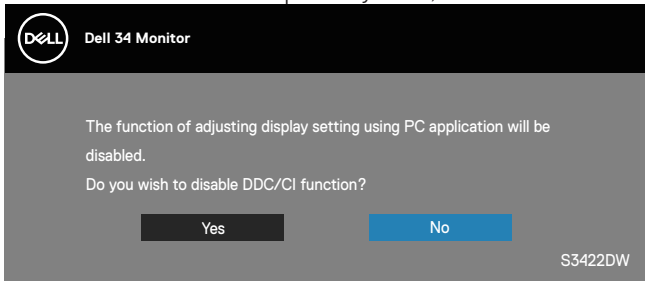 DELL
Dell 34 Monitor
The function of adjusting display setting using PC application will be
disabled.
Do you wish to disable DDC/CI function?
Yes
No
S3422DW